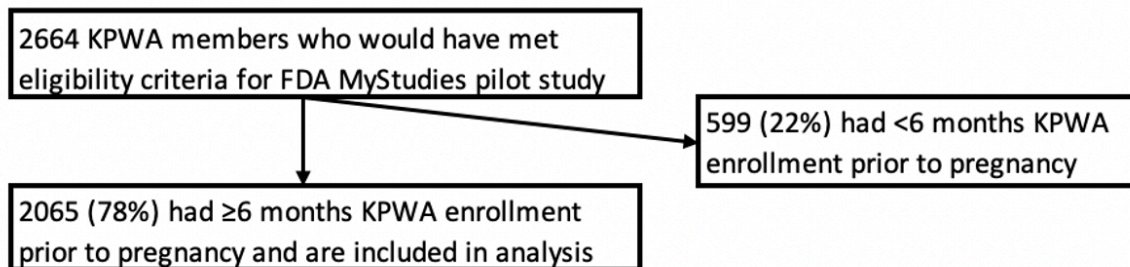 2664 KPWA members who would have met
eligibility criteria for FDA MyStudies pilot study
599 (22%) had <6 months KPWA
enrollment prior to pregnancy
2065 (78%) had ≥6 months KPWA enrollment
prior to pregnancy and are included in analysis